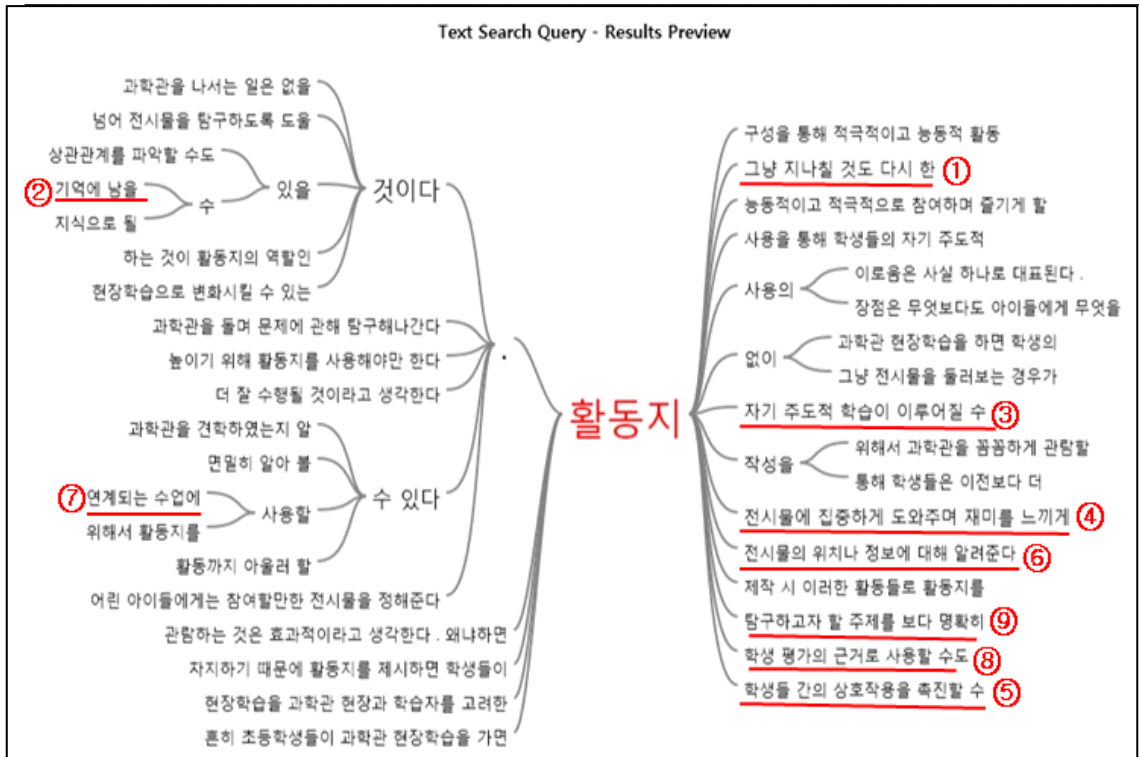 Text Search Query - Results Preview
과학관을 나서는 일은 없을
넘어 전시물을 탐구하도록 도울
상관관계를 파악할 수도
② 기억에 남을
지식으로 될
수
있을
하는 것이 활동지의 역할인
현장학습으로 변화시킬 수 있는
것이다
과학관을 돌며 문제에 관해 탐구해나간다
높이기 위해 활동지를 사용해야만 한다
더 잘 수행될 것이라고 생각한다
과학관을 견학하였는지 알
면밀히 알아 볼
⑦ 연계되는 수업에
위해서 활동지를
사용할
활동까지 아울러 할
수 있다
어린 아이들에게는 참여할만한 전시물을 정해준다
.
관람하는 것은 효과적이라고 생각한다 . 왜냐하면
자지하기 때문에 활동지를 제시하면 학생들이
현장학습을 과학관 현장과 학습자를 고려한
흔히 초등학생들이 과학관 현장학습을 가면
활동지
구성을 통해 적극적이고 능동적 활동
그냥 지나칠 것도 다시 한 ①
능동적이고 적극적으로 참여하며 즐기게 할
사용을 통해 학생들의 자기 주도적
사용의
이로움은 사실 하나로 대표된다 .
장점은 무엇보다도 아이들에게 무엇을
없이
과학관 현장학습을 하면 학생의
그냥 전시물을 둘러보는 경우가
자기 주도적 학습이 이루어질 수 ③
작성을
위해서 과학관을 꼼꼼하게 관람할
통해 학생들은 이전보다 더
전시물에 집중하게 도와주며 재미를 느끼게 ④
전시물의 위치나 정보에 대해 알려준다 ⑥
제작 시 이러한 활동들로 활동지를
탐구하고자 할 주제를 보다 명확히 ⑨
학생 평가의 근거로 사용할 수도 ⑧
학생들 간의 상호작용을 촉진할 수 ⑤